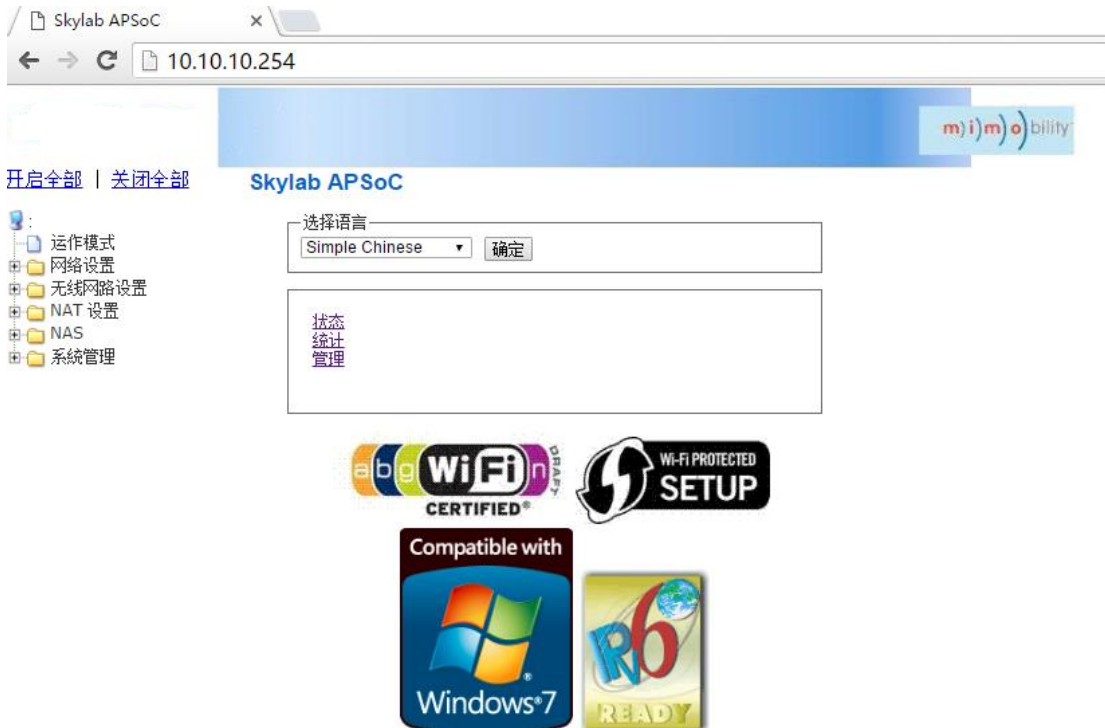 Skylab APSoC
10.10.10.254
m)i)m)o)bility
开启全部 | 关闭全部
Skylab APSoC
:
运作模式
网络设置
无线网路设置
NAT 设置
NAS
系统管理
选择语言
Simple Chinese
确定
状态
统计
管理
abg WiFi n DRAFT
CERTIFIED®
Wi-Fi PROTECTED
SETUP
Compatible with
Windows®7
IPv6
READY